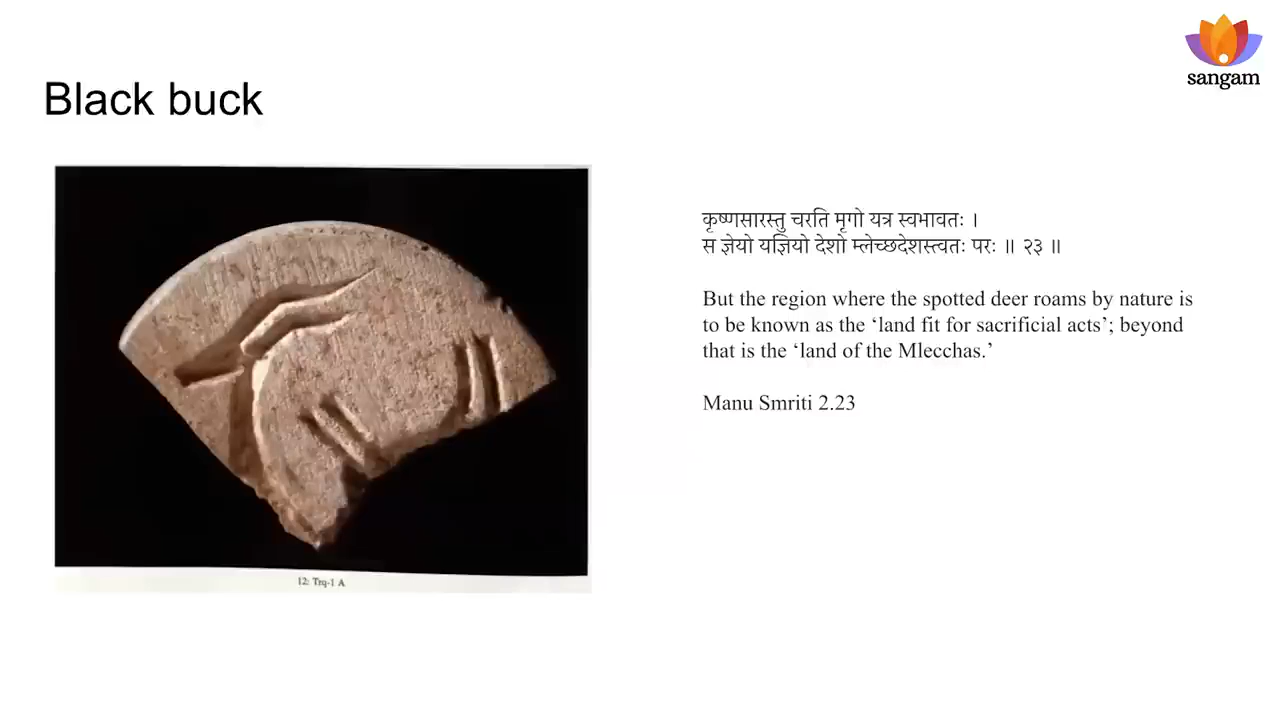 sangam
Black buck
कृष्णसारस्तु चरति मृगो यत्र स्वभावतः ।
स ज्ञेयो यज्ञियो देशो म्लेच्छदेशस्त्वतः परः ॥ २३ ॥
But the region where the spotted deer roams by nature is
to be known as the ‘land fit for sacrificial acts’; beyond
that is the ‘land of the Mlecchas.’
Manu Smriti 2.23
12: Trq-1 A